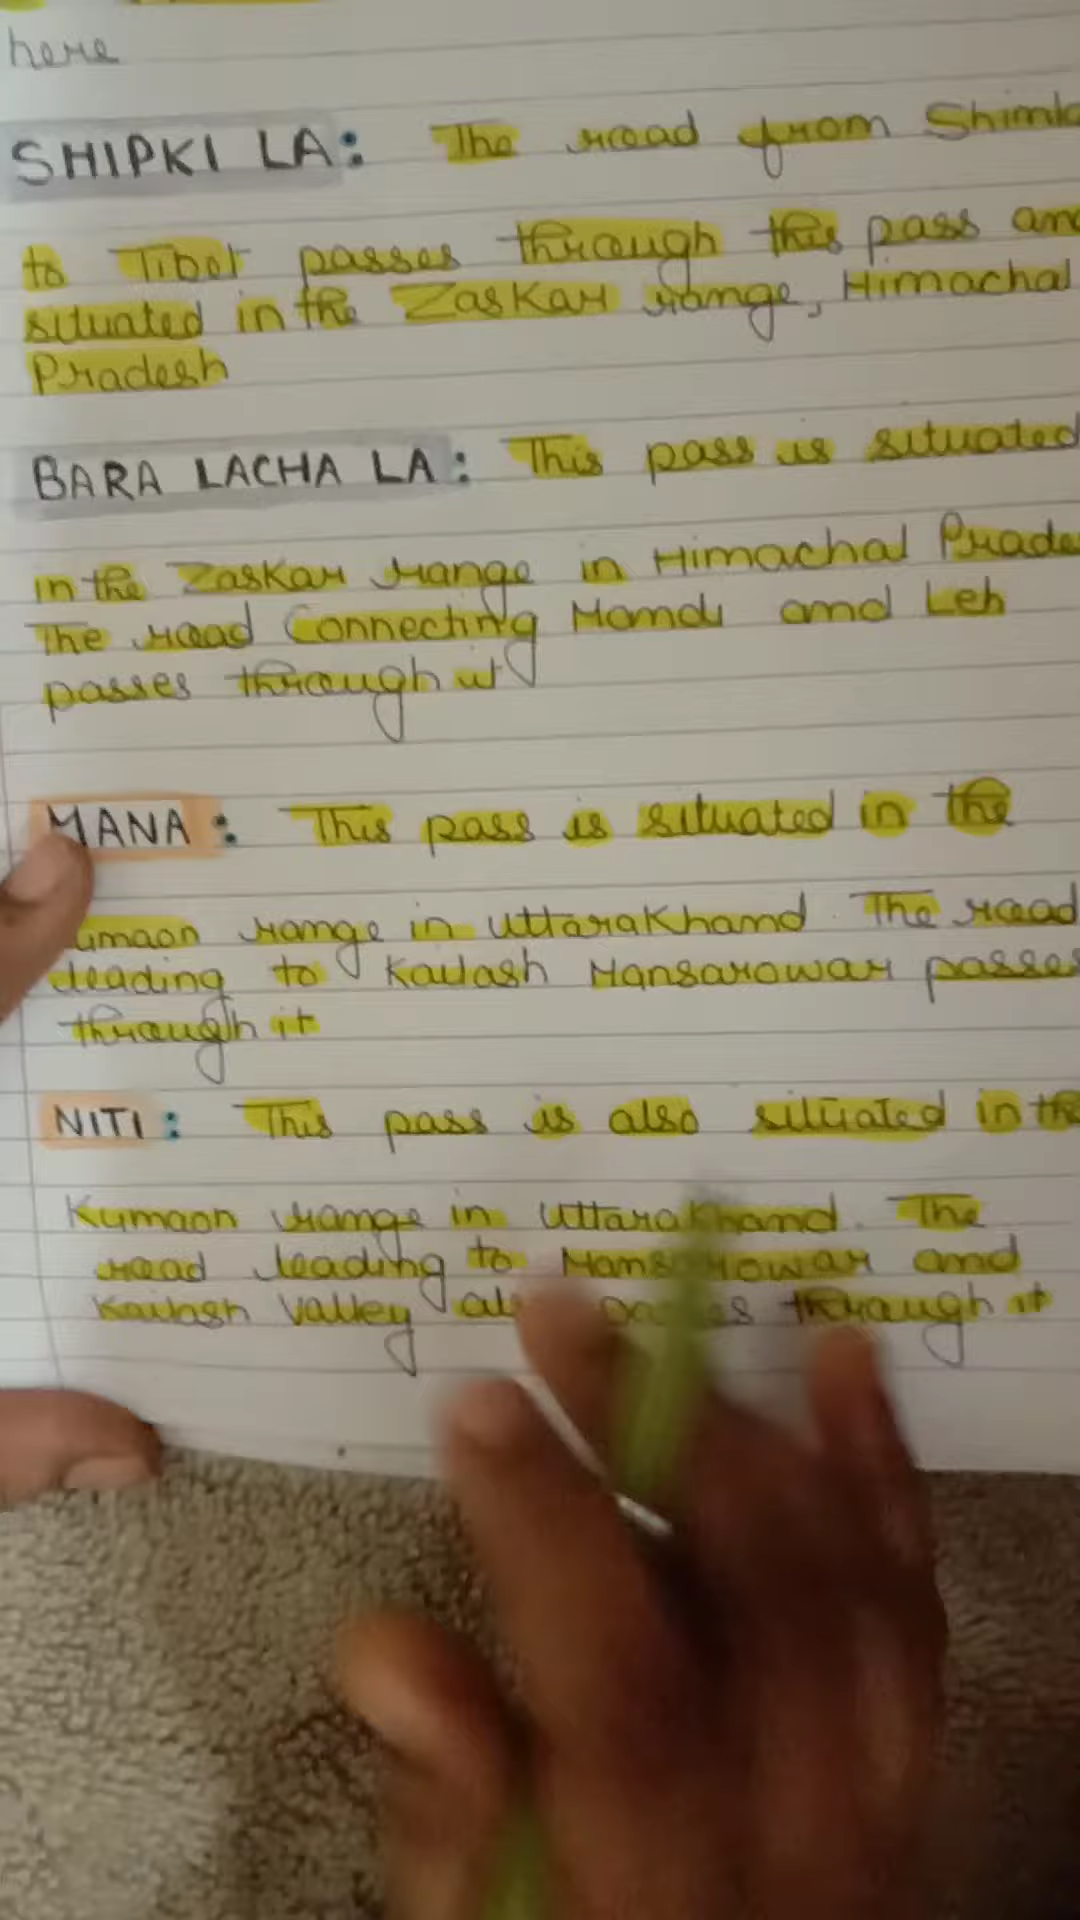 here
SHIPKI LA: The road from Shimla
to Tibet passes through this pass and
situated in the Zaskar range, Himachal
Pradesh
BARA LACHA LA: This pass is situated
in the Zaskar range in Himachal Prade
The road Connecting Mandi and Leh
passes through it
MANA: This pass is situated in the
umaon range in Uttarakhand. The road
leading to Kailash Mansarowar passes
through it
NITI: This pass is also situated in the
Kumaon range in Uttarakhand. The
road leading to Mansarowar and
Kailash Valley passes through it